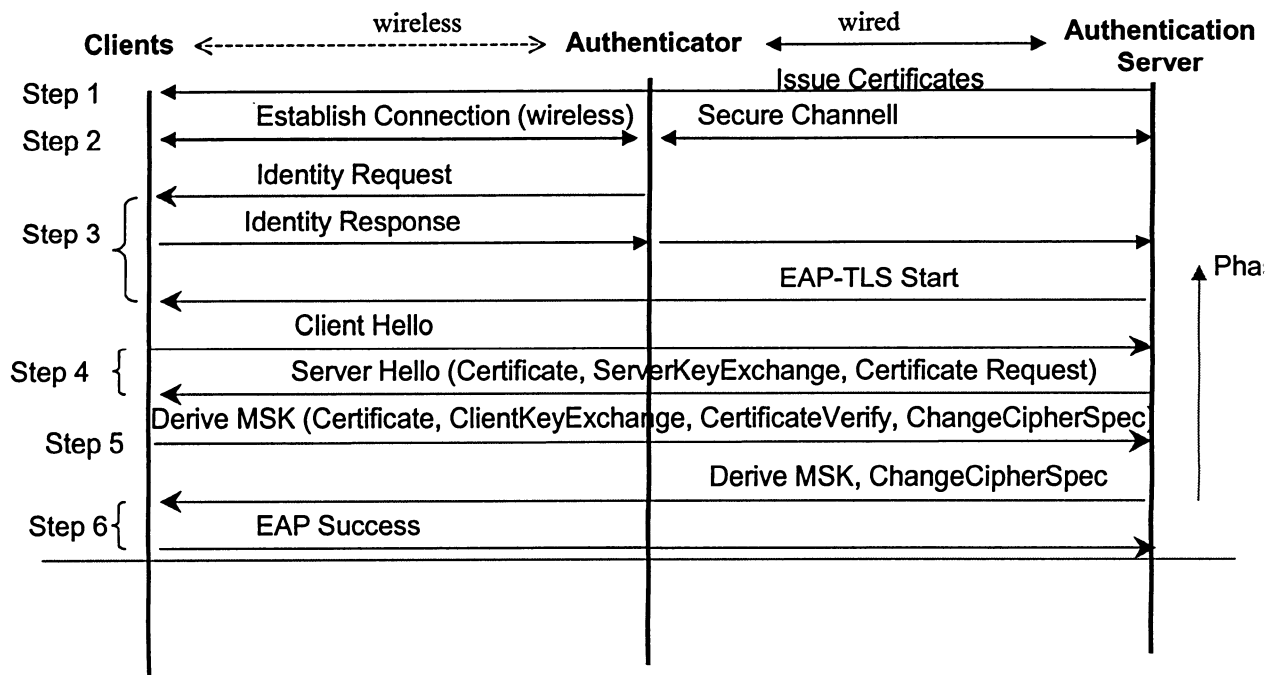 wireless
wired
Clients
Authenticator
Authentication
Server
Step 1
Issue Certificates
Establish Connection (wireless)
Secure Channell
Step 2
Identity Request
Step 3
Identity Response
EAP-TLS Start
Pha
Client Hello
Step 4
Server Hello (Certificate, ServerKeyExchange, Certificate Request)
Derive MSK (Certificate, ClientKeyExchange, CertificateVerify, ChangeCipherSpec)
Step 5
Derive MSK, ChangeCipherSpec
Step 6
EAP Success